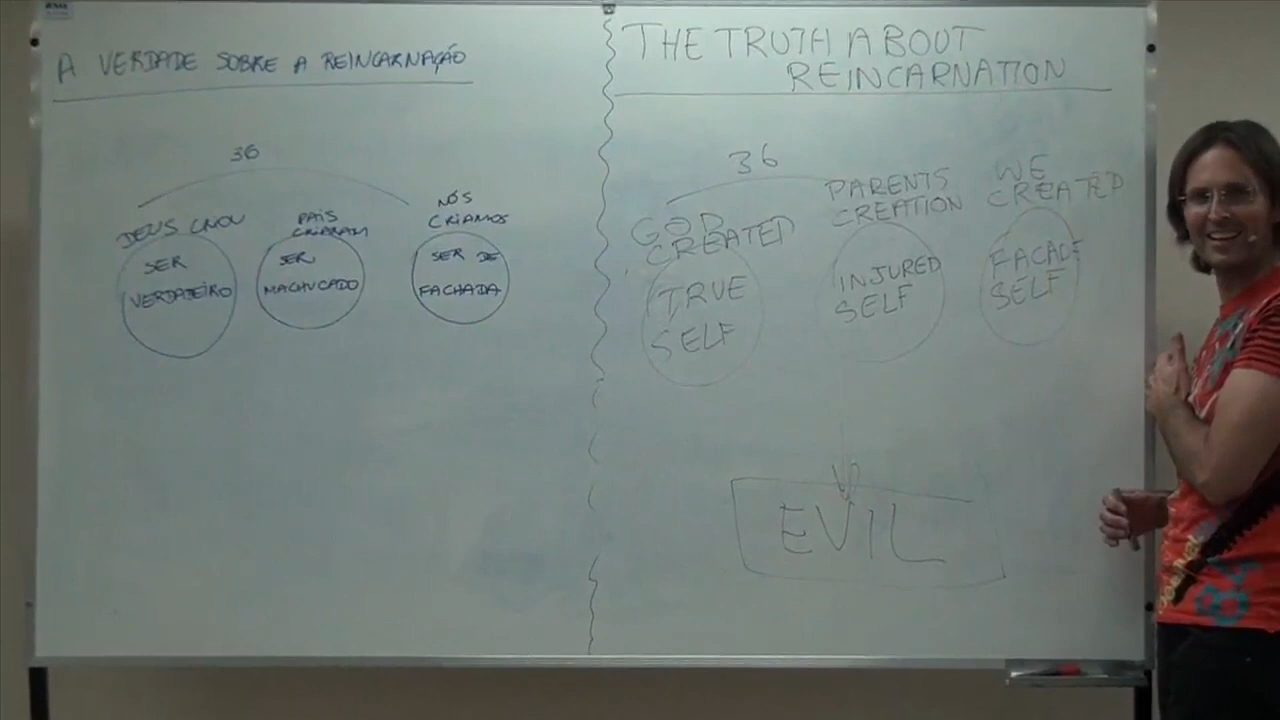 A VERDADE SOBRE A REINCARNAÇÃO
36
DEUS CRIOU
SER
VERDADEIRO
PAIS
CRIARAM
SER
MACHUCADO
NÓS
CRIAMOS
SER DE
FACHADA
THE TRUTH ABOUT
REINCARNATION
36
GOD
CREATED
TRUE
SELF
PARENTS
CREATION
INJURED
SELF
WE
CREATED
FACADE
SELF
EVIL